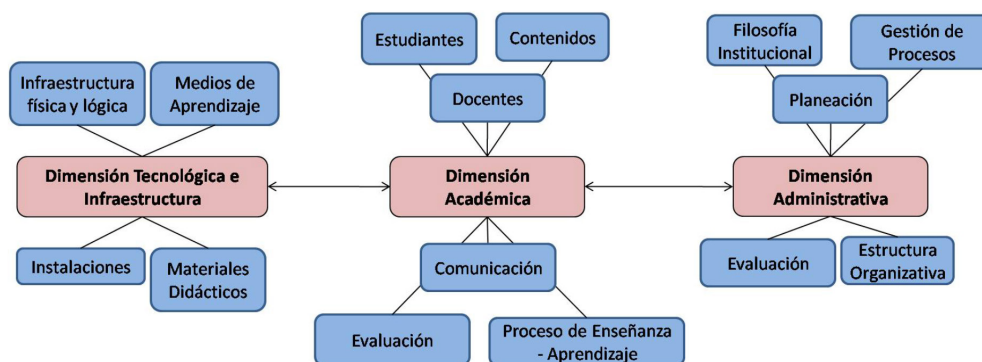 Estudiantes
Contenidos
Filosofía
Institucional
Gestión de
Procesos
Infraestructura
física y lógica
Medios de
Aprendizaje
Docentes
Planeación
Dimensión Tecnológica e
Infraestructura
Dimensión
Académica
Dimensión
Administrativa
Instalaciones
Materiales
Didácticos
Comunicación
Evaluación
Estructura
Organizativa
Evaluación
Proceso de Enseñanza
- Aprendizaje